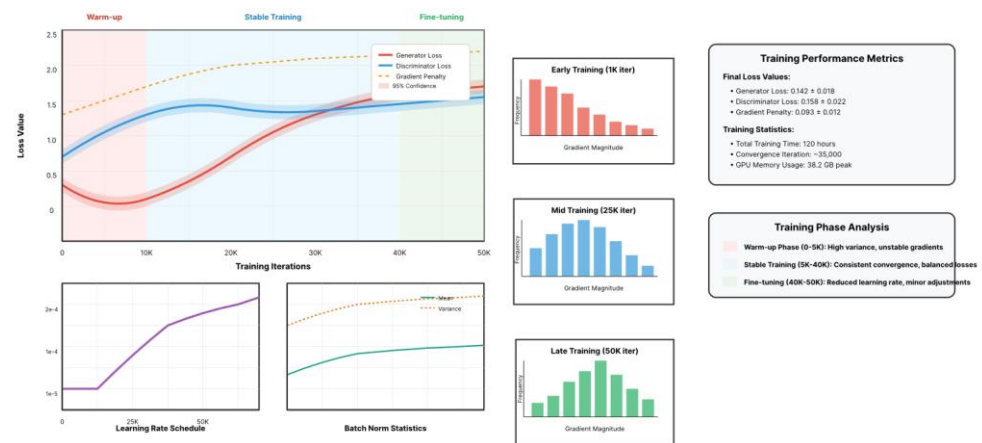 Warm-up
Stable Training
Fine-tuning
2.5
2.0
1.5
1.0
0.5
0
Loss Value
Generator Loss
Discriminator Loss
Gradient Penalty
95% Confidence
0
10K
20K
30K
40K
50K
Training Iterations
2e-4
1e-4
1e-5
0
25K
50K
Learning Rate Schedule
Mean
Variance
Batch Norm Statistics
Early Training (1K iter)
Frequency
Gradient Magnitude
Mid Training (25K iter)
Frequency
Gradient Magnitude
Late Training (50K iter)
Frequency
Gradient Magnitude
Training Performance Metrics
Final Loss Values:
• Generator Loss: 0.142 ± 0.018
• Discriminator Loss: 0.158 ± 0.022
• Gradient Penalty: 0.093 ± 0.012
Training Statistics:
• Total Training Time: 120 hours
• Convergence Iteration: ~35,000
• GPU Memory Usage: 38.2 GB peak
Training Phase Analysis
Warm-up Phase (0-5K): High variance, unstable gradients
Stable Training (5K-40K): Consistent convergence, balanced losses
Fine-tuning (40K-50K): Reduced learning rate, minor adjustments